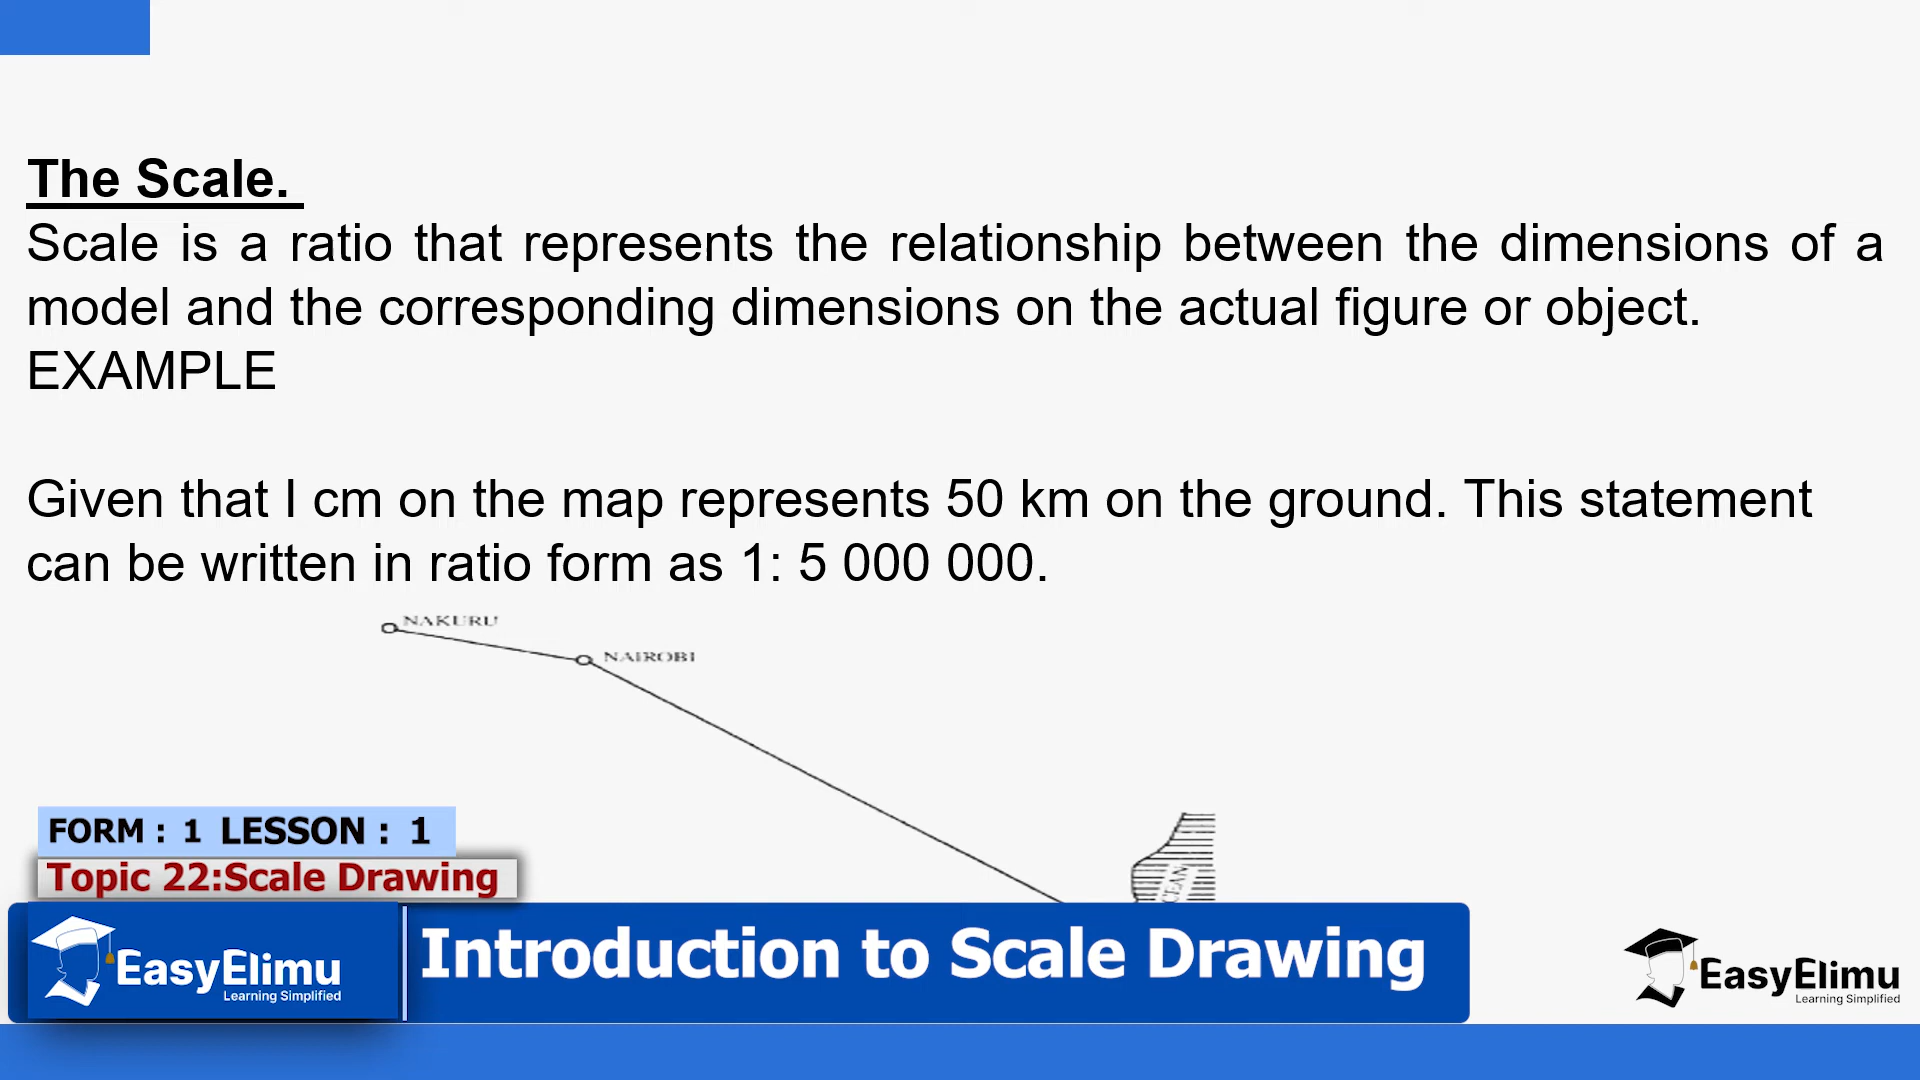 The Scale.
Scale is a ratio that represents the relationship between the dimensions of a
model and the corresponding dimensions on the actual figure or object.
EXAMPLE
Given that I cm on the map represents 50 km on the ground. This statement
can be written in ratio form as 1: 5 000 000.
NAKURU
NAIROBI
CEAN
FORM : 1 LESSON : 1
Topic 22:Scale Drawing
EasyElimu
Learning Simplified
Introduction to Scale Drawing
EasyElimu
Learning Simplified